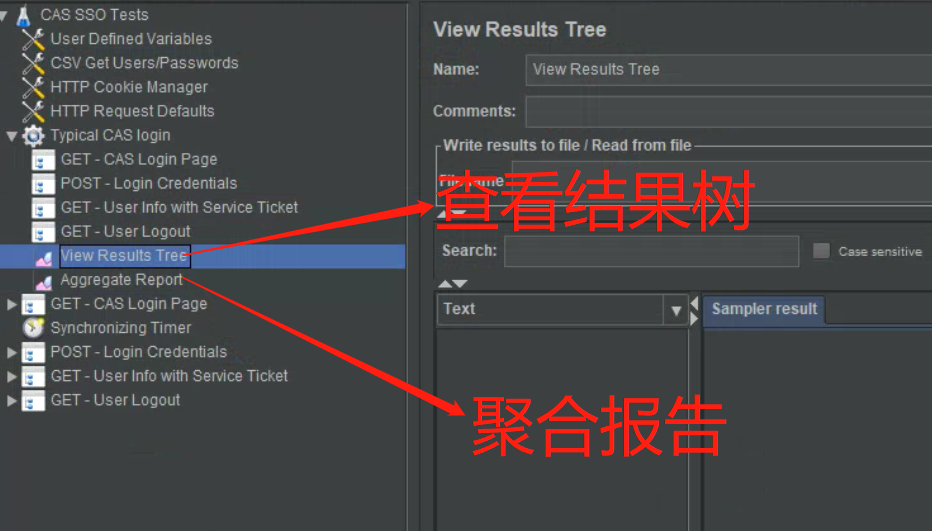 CAS SSO Tests
User Defined Variables
CSV Get Users/Passwords
HTTP Cookie Manager
HTTP Request Defaults
Typical CAS login
GET - CAS Login Page
POST - Login Credentials
GET - User Info with Service Ticket
GET - User Logout
View Results Tree
Aggregate Report
GET - CAS Login Page
Synchronizing Timer
POST - Login Credentials
GET - User Info with Service Ticket
GET - User Logout
View Results Tree
Name: View Results Tree
Comments:
Write results to file / Read from file
Filename
查看结果树
Search: Case sensitive
Text
Sampler result
聚合报告